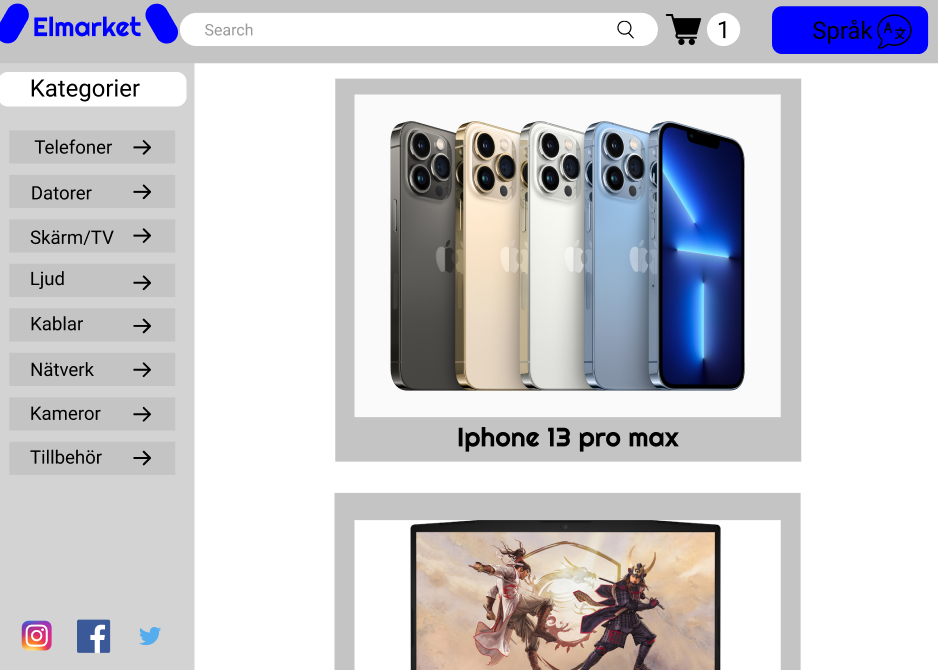 Elmarket
Search
1
Språk
A
Kategorier
Telefoner
Datorer
Skärm/TV
Ljud
Kablar
Nätverk
Kameror
Tillbehör
Iphone 13 pro max